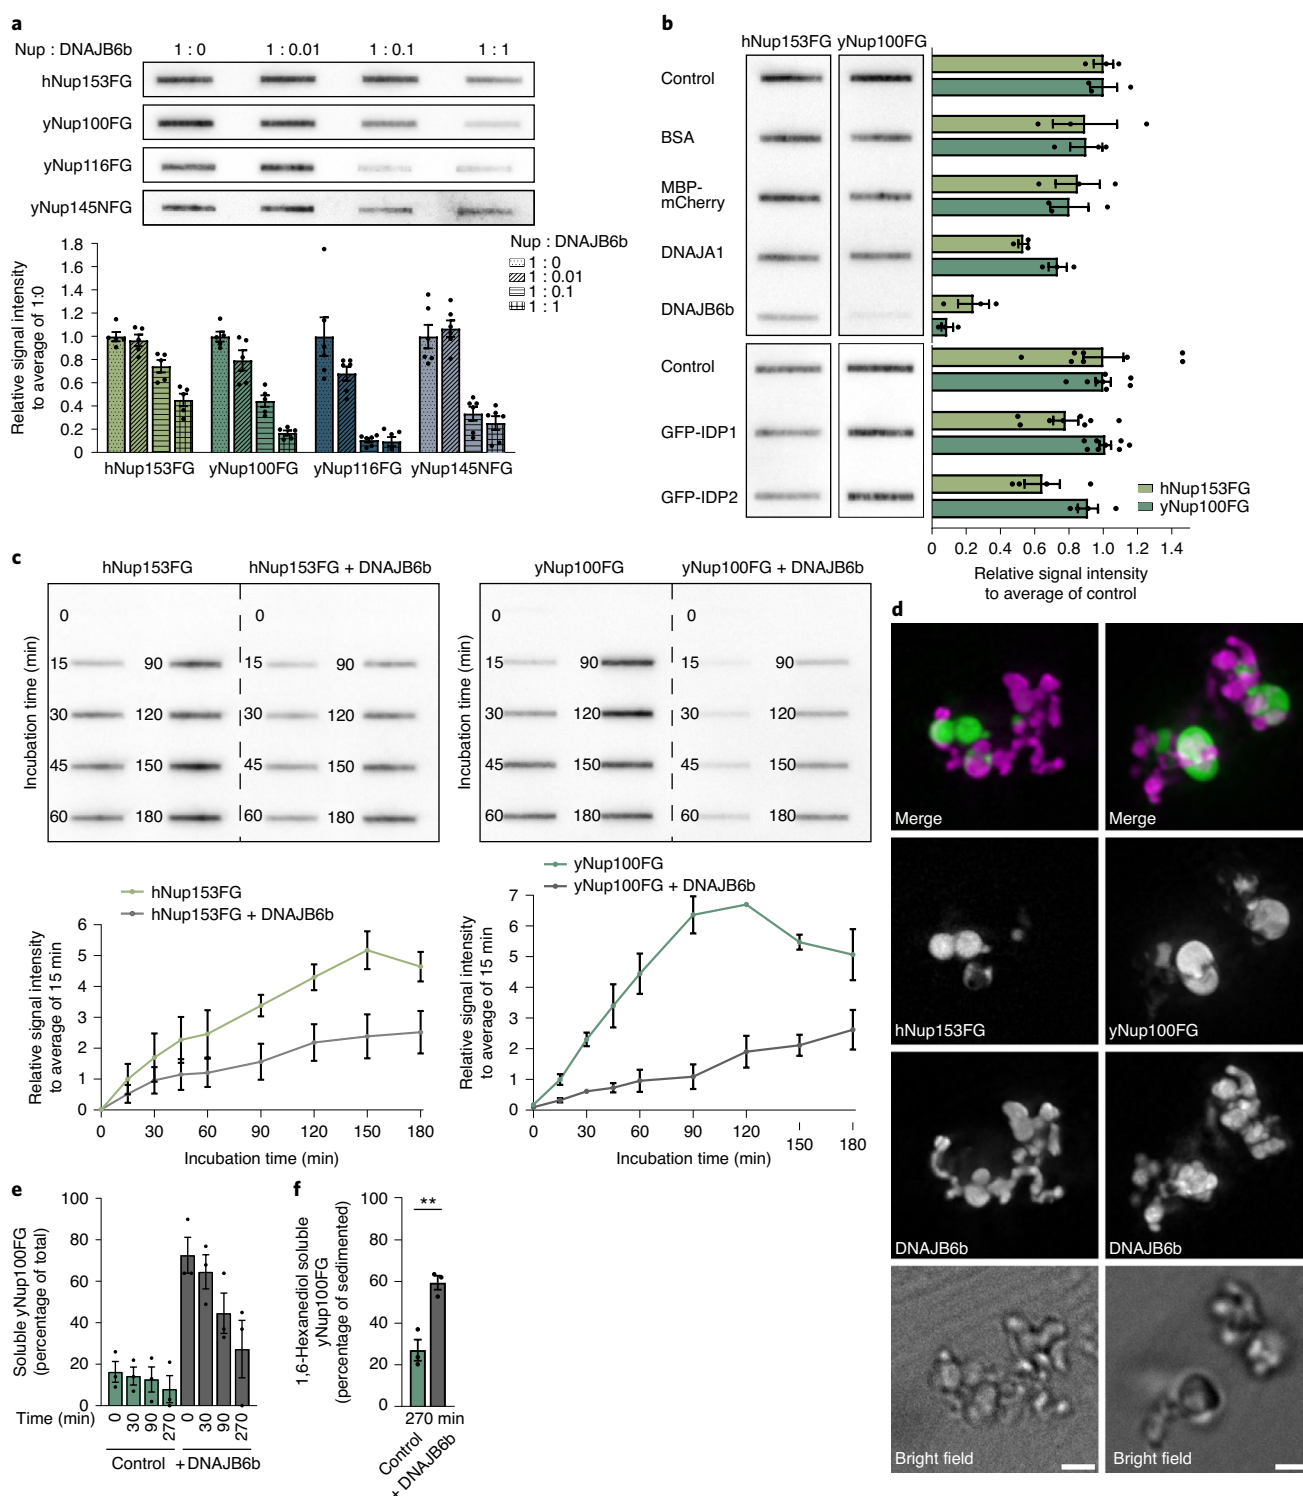 a
Nup : DNAJB6b 1 : 0 1 : 0.01 1 : 0.1 1 : 1
hNup153FG
yNup100FG
yNup116FG
yNup145NFG
Relative signal intensity
to average of 1:0
1.8
1.6
1.4
1.2
1.0
0.8
0.6
0.4
0.2
0
hNup153FG yNup100FG yNup116FG yNup145NFG
Nup : DNAJB6b
1 : 0
1 : 0.01
1 : 0.1
1 : 1
b
hNup153FG yNup100FG
Control
BSA
MBP-
mCherry
DNAJA1
DNAJB6b
Control
GFP-IDP1
GFP-IDP2
hNup153FG
yNup100FG
0 0.2 0.4 0.6 0.8 1.0 1.2 1.4
Relative signal intensity
to average of control
c
hNup153FG hNup153FG + DNAJB6b
Incubation time (min)
0 0
15 90 15 90
30 120 30 120
45 150 45 150
60 180 60 180
yNup100FG yNup100FG + DNAJB6b
Incubation time (min)
0 0
15 90 15 90
30 120 30 120
45 150 45 150
60 180 60 180
hNup153FG
hNup153FG + DNAJB6b
Relative signal intensity
to average of 15 min
6
5
4
3
2
1
0
0 30 60 90 120 150 180
Incubation time (min)
yNup100FG
yNup100FG + DNAJB6b
Relative signal intensity
to average of 15 min
7
6
5
4
3
2
1
0
0 30 60 90 120 150 180
Incubation time (min)
d
Merge Merge
hNup153FG yNup100FG
DNAJB6b DNAJB6b
Bright field Bright field
e
Soluble yNup100FG
(percentage of total)
100
80
60
40
20
0
Time (min) 0 30 90 270 0 30 90 270
Control + DNAJB6b
f
1,6-Hexanediol soluble
yNup100FG
(percentage of sedimented)
100
80
60
40
20
0
**
270 min
Control
+ DNAJB6b